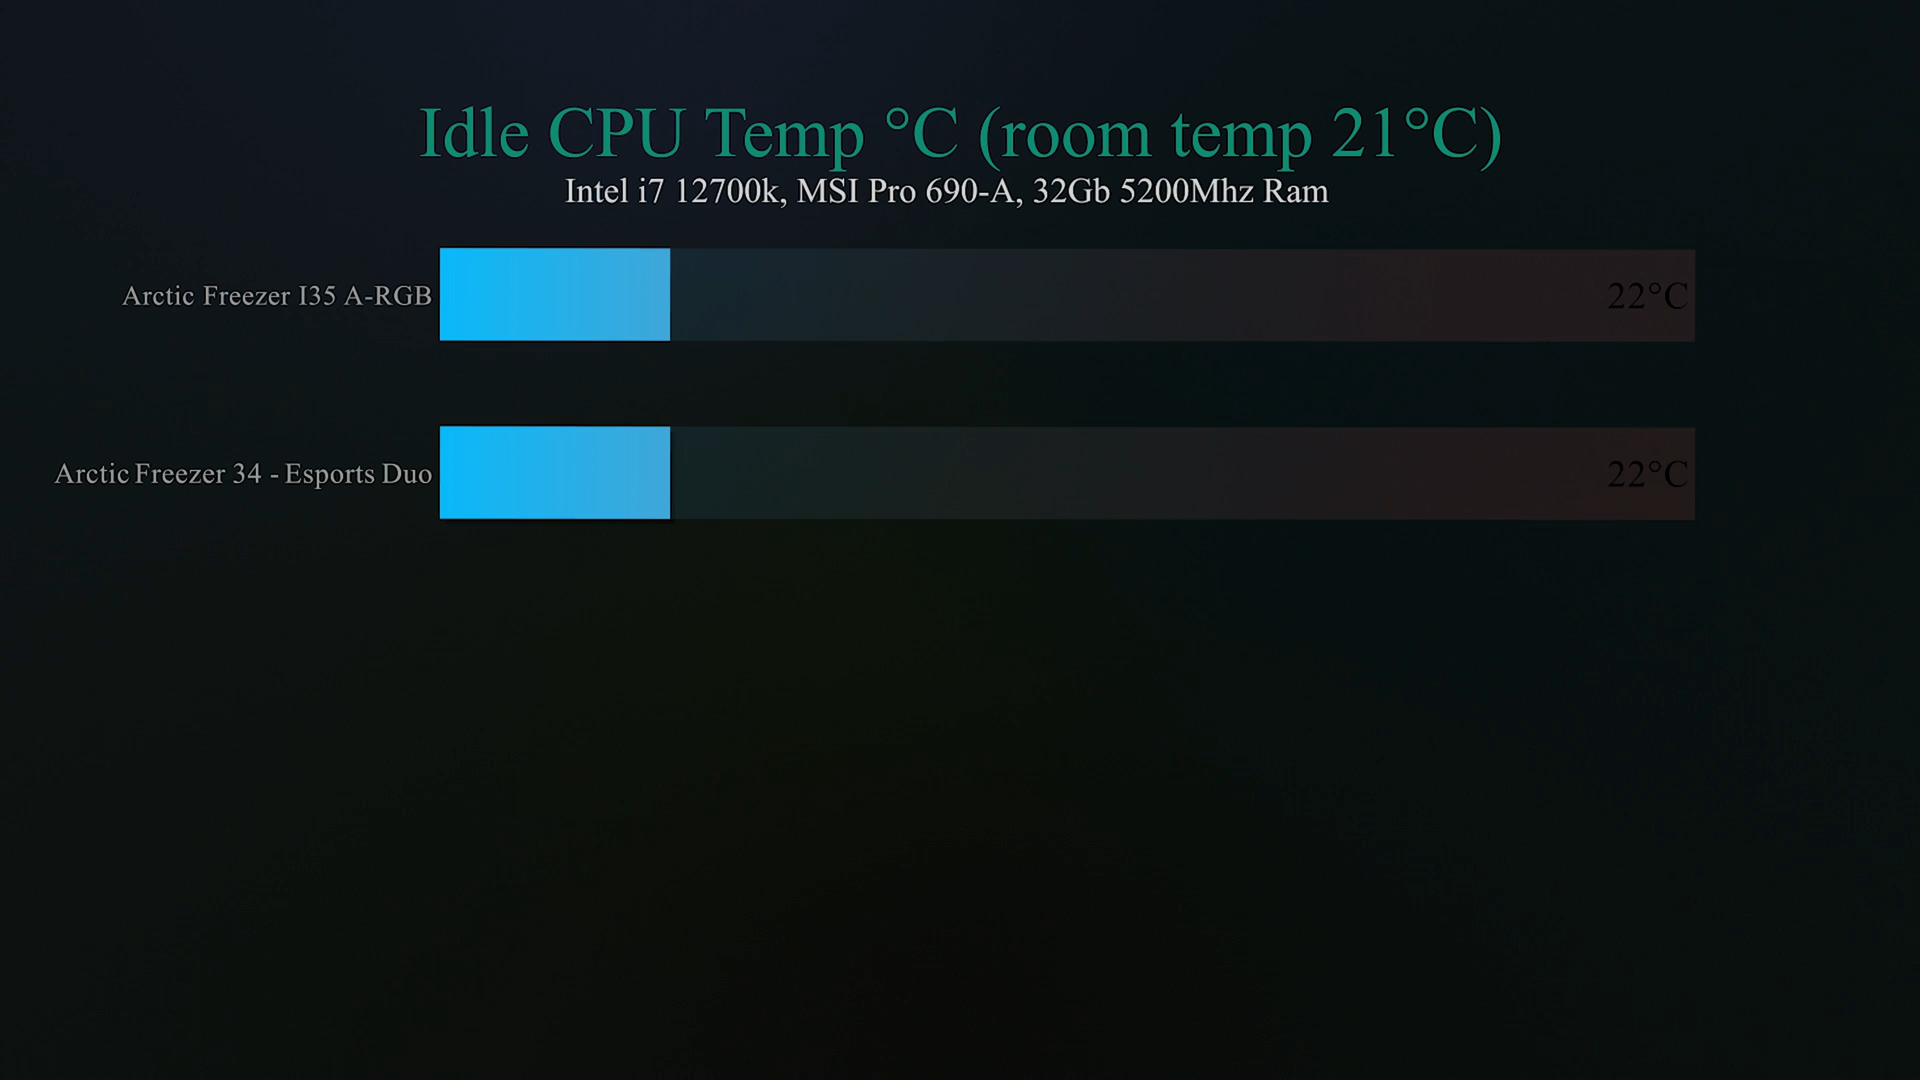 Idle CPU Temp °C (room temp 21°C)
Intel i7 12700k, MSI Pro 690-A, 32Gb 5200Mhz Ram
Arctic Freezer I35 A-RGB 22°C
Arctic Freezer 34 - Esports Duo 22°C